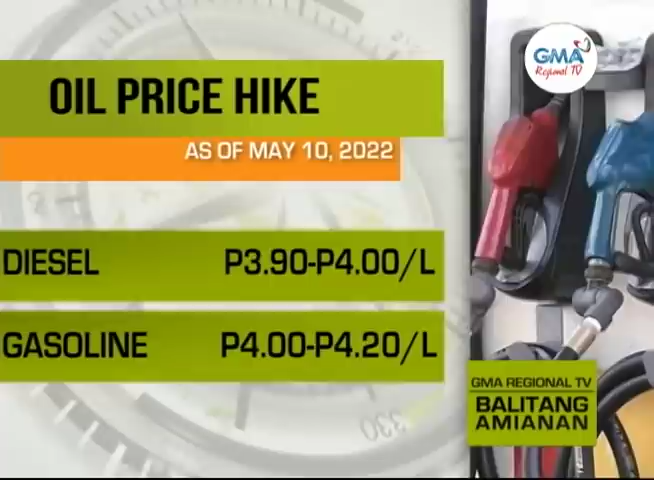 GMA
Regional TV
OIL PRICE HIKE
AS OF MAY 10, 2022
DIESEL P3.90-P4.00/L
GASOLINE P4.00-P4.20/L
330
GMA REGIONAL TV
BALITANG
AMIANAN